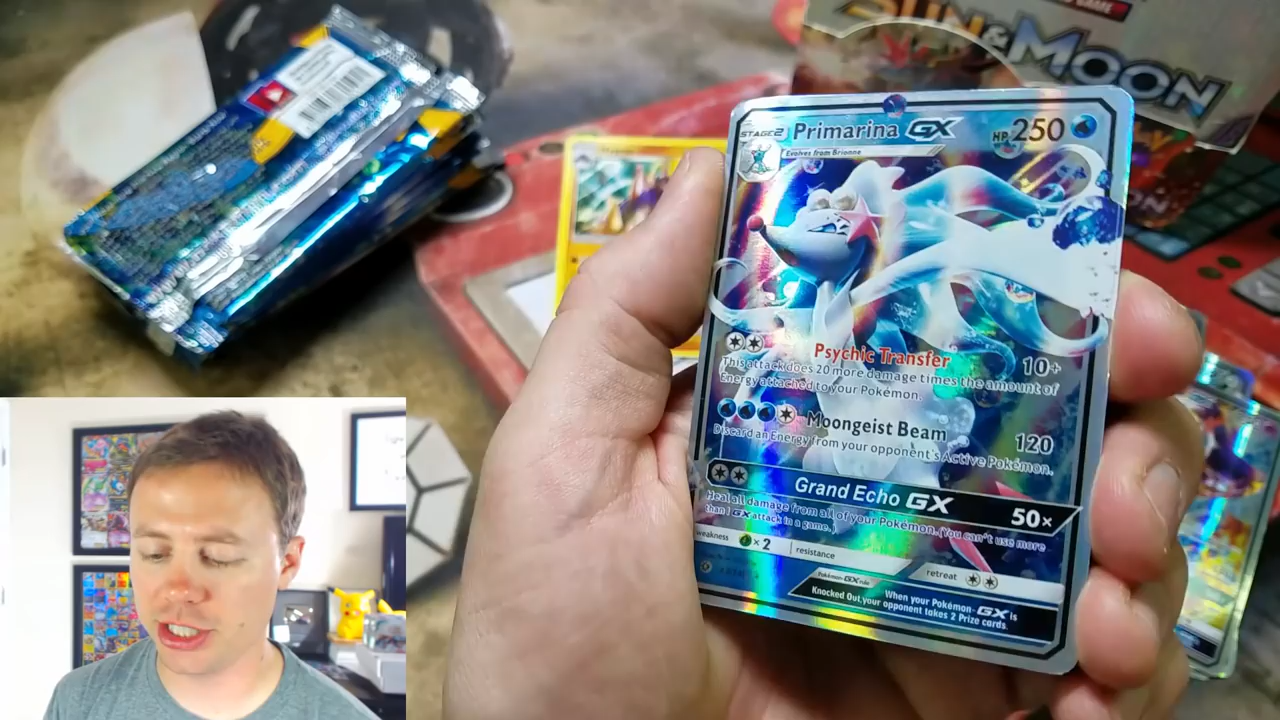 SUN & MOON
STAGE2 Primarina GX HP 250
Evolves from Brionne
Psychic Transfer 10+
This attack does 20 more damage times the amount of
Energy attached to your Pokémon.
Moongeist Beam 120
Discard an Energy from your opponent's Active Pokémon.
Grand Echo GX 50×
Heal all damage from all of your Pokémon. (You can't use more
than 1 GX attack in a game.)
weakness ×2 resistance retreat
Pokémon-GX rule When your Pokémon-GX is
Knocked Out, your opponent takes 2 Prize cards.